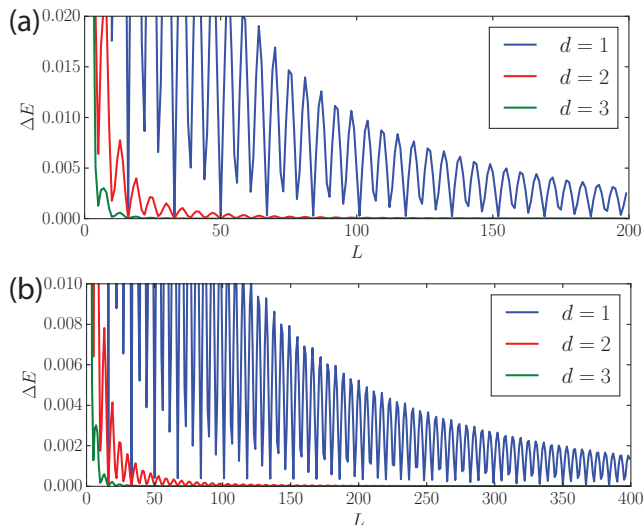 (a)
0.020
0.015
0.010
0.005
0.000
ΔE
d = 1
d = 2
d = 3
0 50 100 150 200
L
(b)
0.010
0.008
0.006
0.004
0.002
0.000
ΔE
d = 1
d = 2
d = 3
0 50 100 150 200 250 300 350 400
L